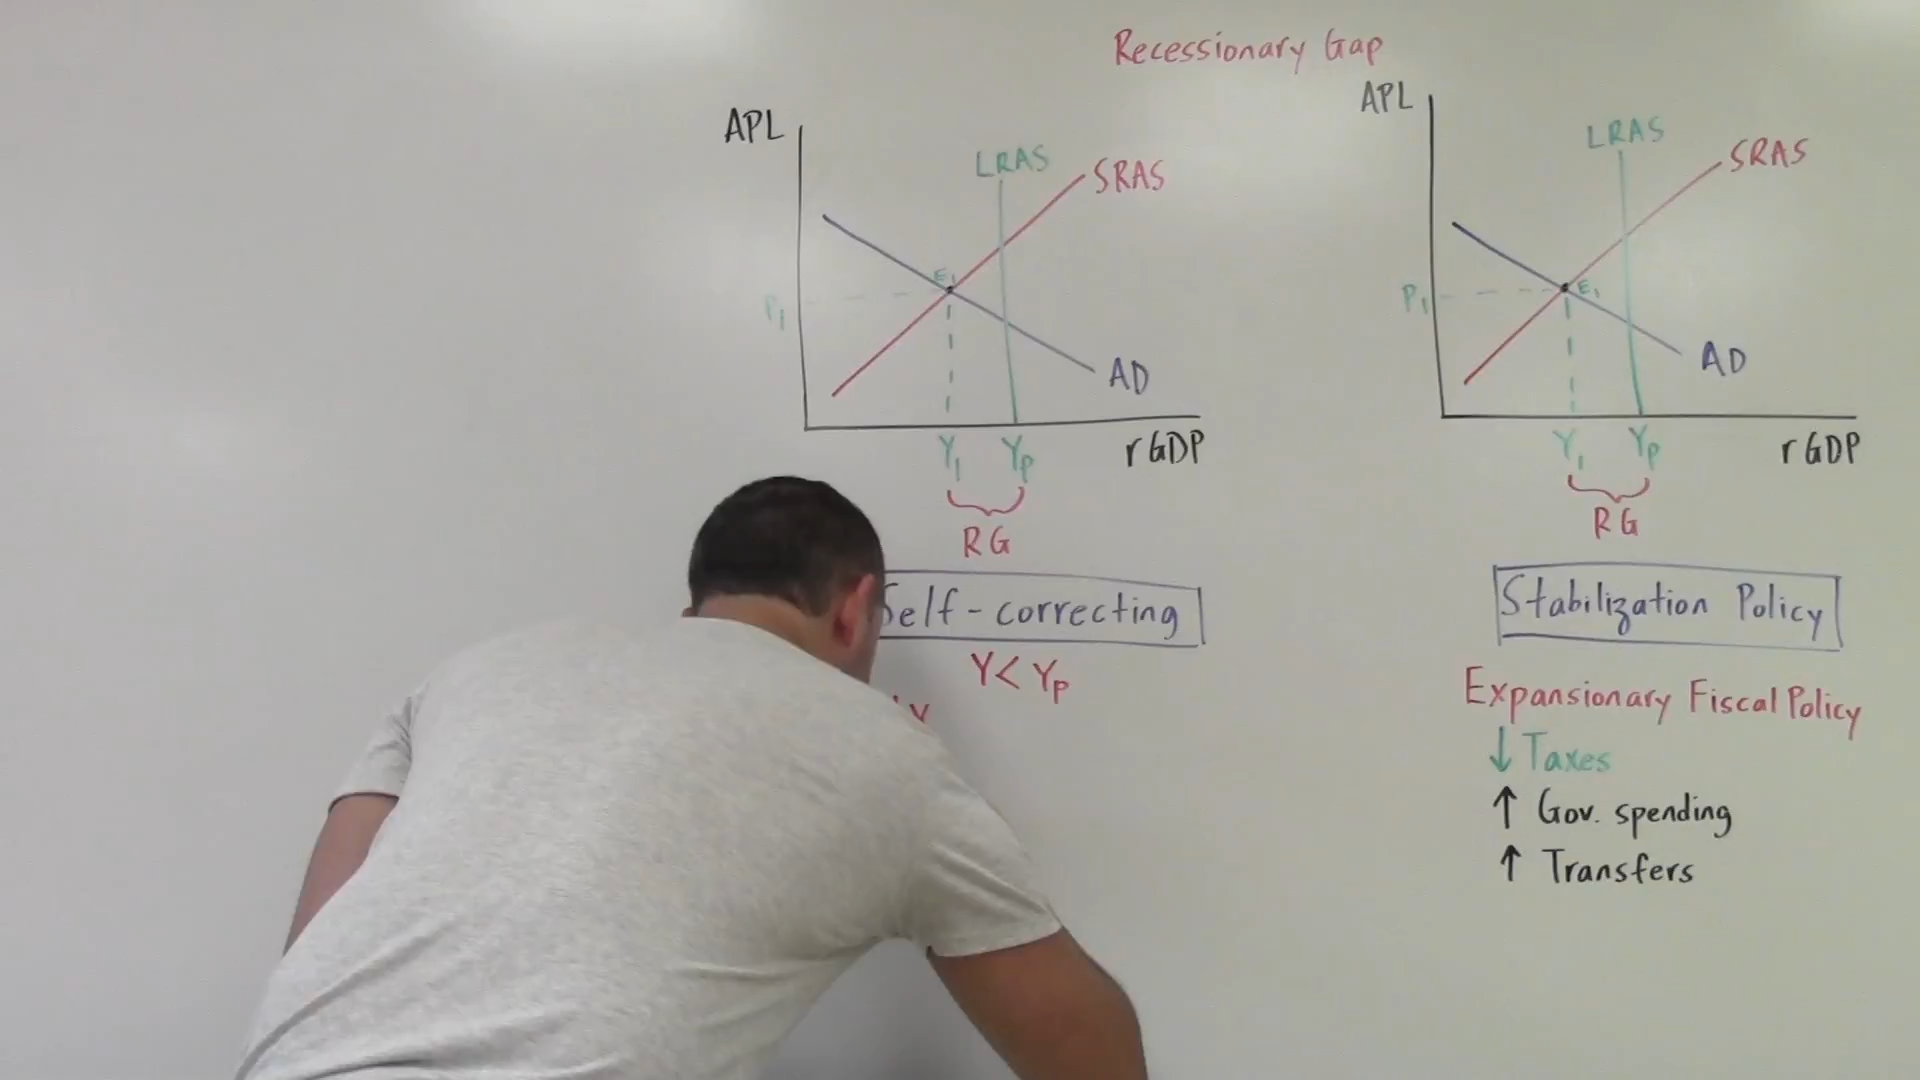 Recessionary Gap
APL
LRAS
SRAS
E1
P1
AD
Y1
Yp
rGDP
RG
Self-correcting
Y < Yp
APL
LRAS
SRAS
E1
P1
AD
Y1
Yp
rGDP
RG
Stabilization Policy
Expansionary Fiscal Policy
↓ Taxes
↑ Gov. spending
↑ Transfers